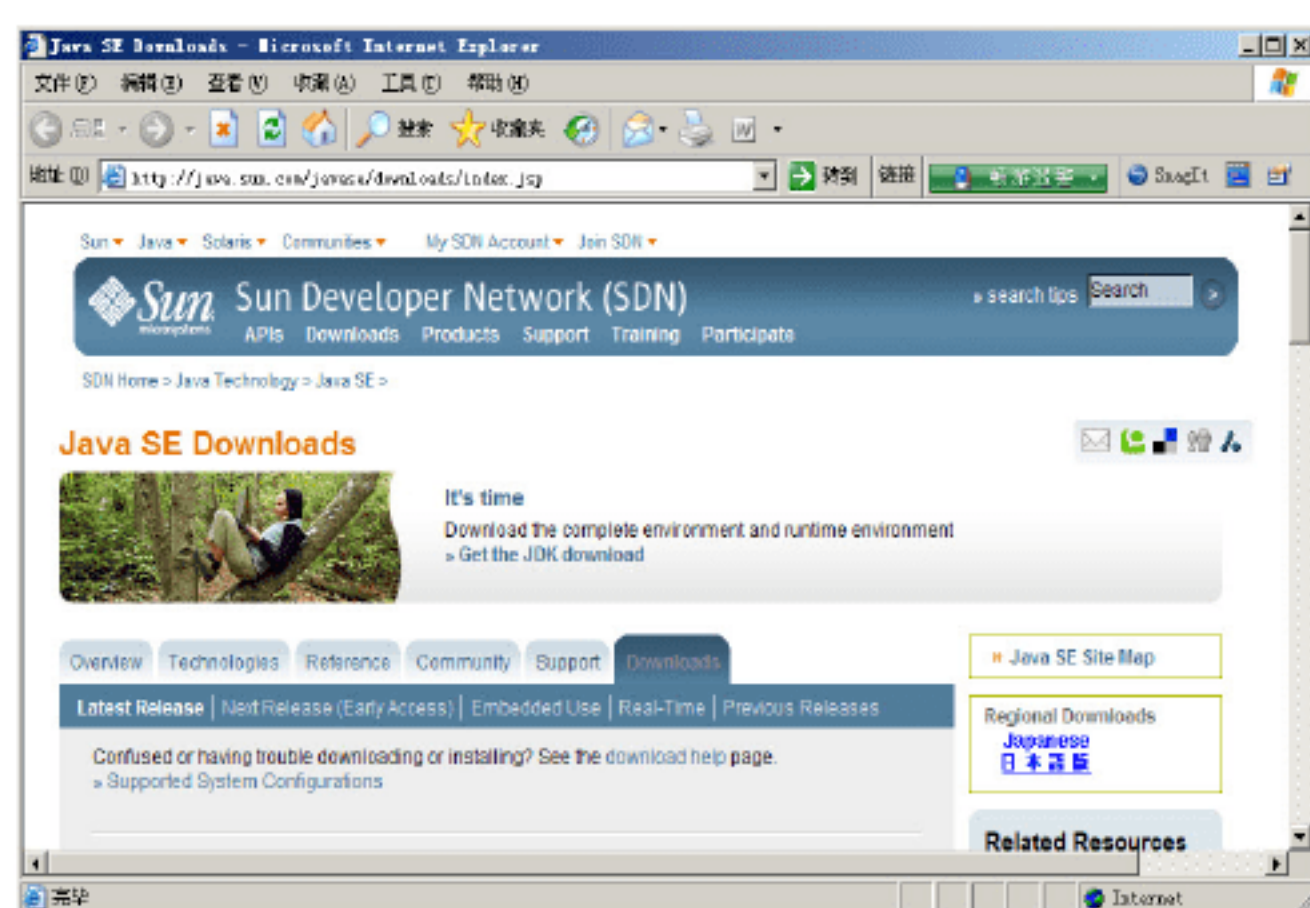 Java SE Downloads - Microsoft Internet Explorer
文件(F) 编辑(E) 查看(V) 收藏(A) 工具(T) 帮助(H)
后退 搜索 收藏夹
地址(D) http://java.sun.com/javase/downloads/index.jsp 转到 链接 SnagIt
Sun Java Solaris Communities My SDN Account Join SDN
Sun microsystems Sun Developer Network (SDN) » search tips Search
APIs Downloads Products Support Training Participate
SDN Home > Java Technology > Java SE >
Java SE Downloads
It's time
Download the complete environment and runtime environment
» Get the JDK download
Overview Technologies Reference Community Support Downloads
Latest Release | Next Release (Early Access) | Embedded Use | Real-Time | Previous Releases
Confused or having trouble downloading or installing? See the download help page.
» Supported System Configurations
» Java SE Site Map
Regional Downloads
Japanese
日本語版
Related Resources
完毕 Internet